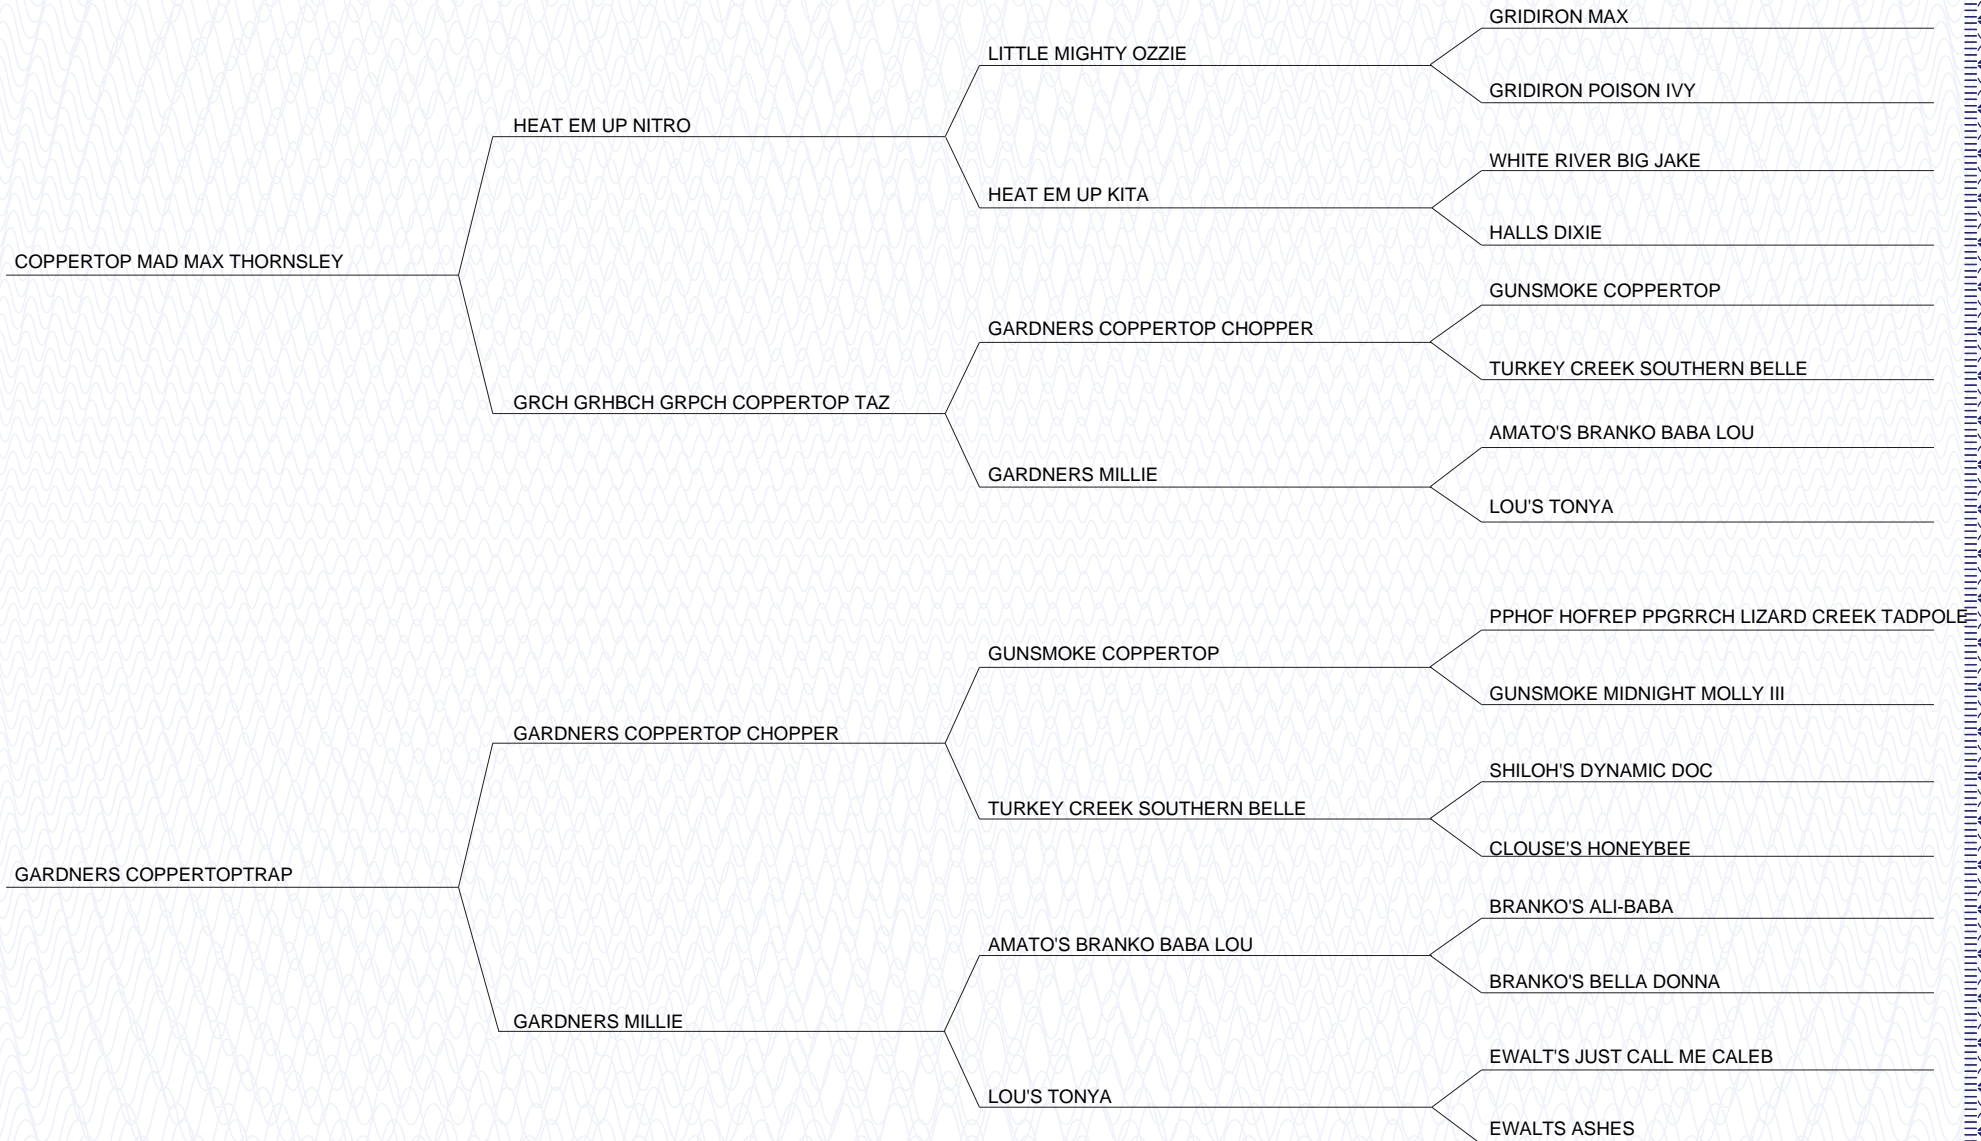 GRIDIRON MAX
LITTLE MIGHTY OZZIE
GRIDIRON POISON IVY
HEAT EM UP NITRO
WHITE RIVER BIG JAKE
HEAT EM UP KITA
HALLS DIXIE
COPPERTOP MAD MAX THORNSLEY
GUNSMOKE COPPERTOP
GARDNERS COPPERTOP CHOPPER
TURKEY CREEK SOUTHERN BELLE
GRCH GRHBCH GRPCH COPPERTOP TAZ
AMATO'S BRANKO BABA LOU
GARDNERS MILLIE
LOU'S TONYA
PPHOF HOFREP PPGRRCH LIZARD CREEK TADPOLE
GUNSMOKE COPPERTOP
GUNSMOKE MIDNIGHT MOLLY III
GARDNERS COPPERTOP CHOPPER
SHILOH'S DYNAMIC DOC
TURKEY CREEK SOUTHERN BELLE
CLOUSE'S HONEYBEE
GARDNERS COPPERTOPTRAP
BRANKO'S ALI-BABA
AMATO'S BRANKO BABA LOU
BRANKO'S BELLA DONNA
GARDNERS MILLIE
EWALT'S JUST CALL ME CALEB
LOU'S TONYA
EWALTS ASHES